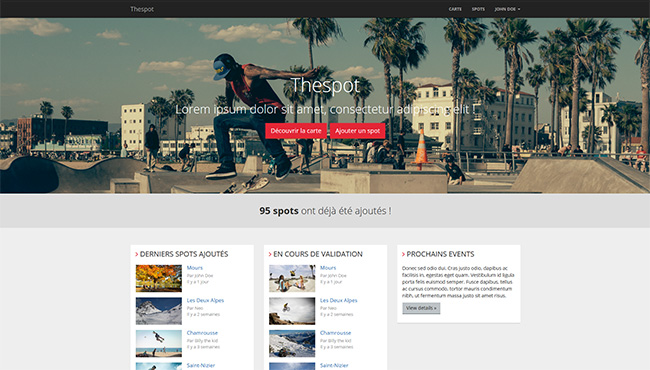 Thespot
CARTE SPOTS JOHN DOE
Thespot
Lorem ipsum dolor sit amet, consectetur adipiscing elit !
Découvrir la carte
Ajouter un spot
95 spots ont déjà été ajoutés !
> DERNIERS SPOTS AJOUTÉS
Mours
Par John Doe
Il y a 1 jour
Les Deux Alpes
Par Neo
Il y a 2 semaines
Chamrousse
Par Billy the kid
Il y a 3 semaines
Saint-Nizier
> EN COURS DE VALIDATION
Mours
Par John Doe
Il y a 1 jour
Les Deux Alpes
Par Neo
Il y a 2 semaines
Chamrousse
Par Billy the kid
Il y a 3 semaines
Saint-Nizier
> PROCHAINS EVENTS
Donec sed odio dui. Cras justo odio, dapibus ac
facilisis in, egestas eget quam. Vestibulum id ligula
porta felis euismod semper. Fusce dapibus, tellus
ac cursus commodo, tortor mauris condimentum
nibh, ut fermentum massa justo sit amet risus.
View details »